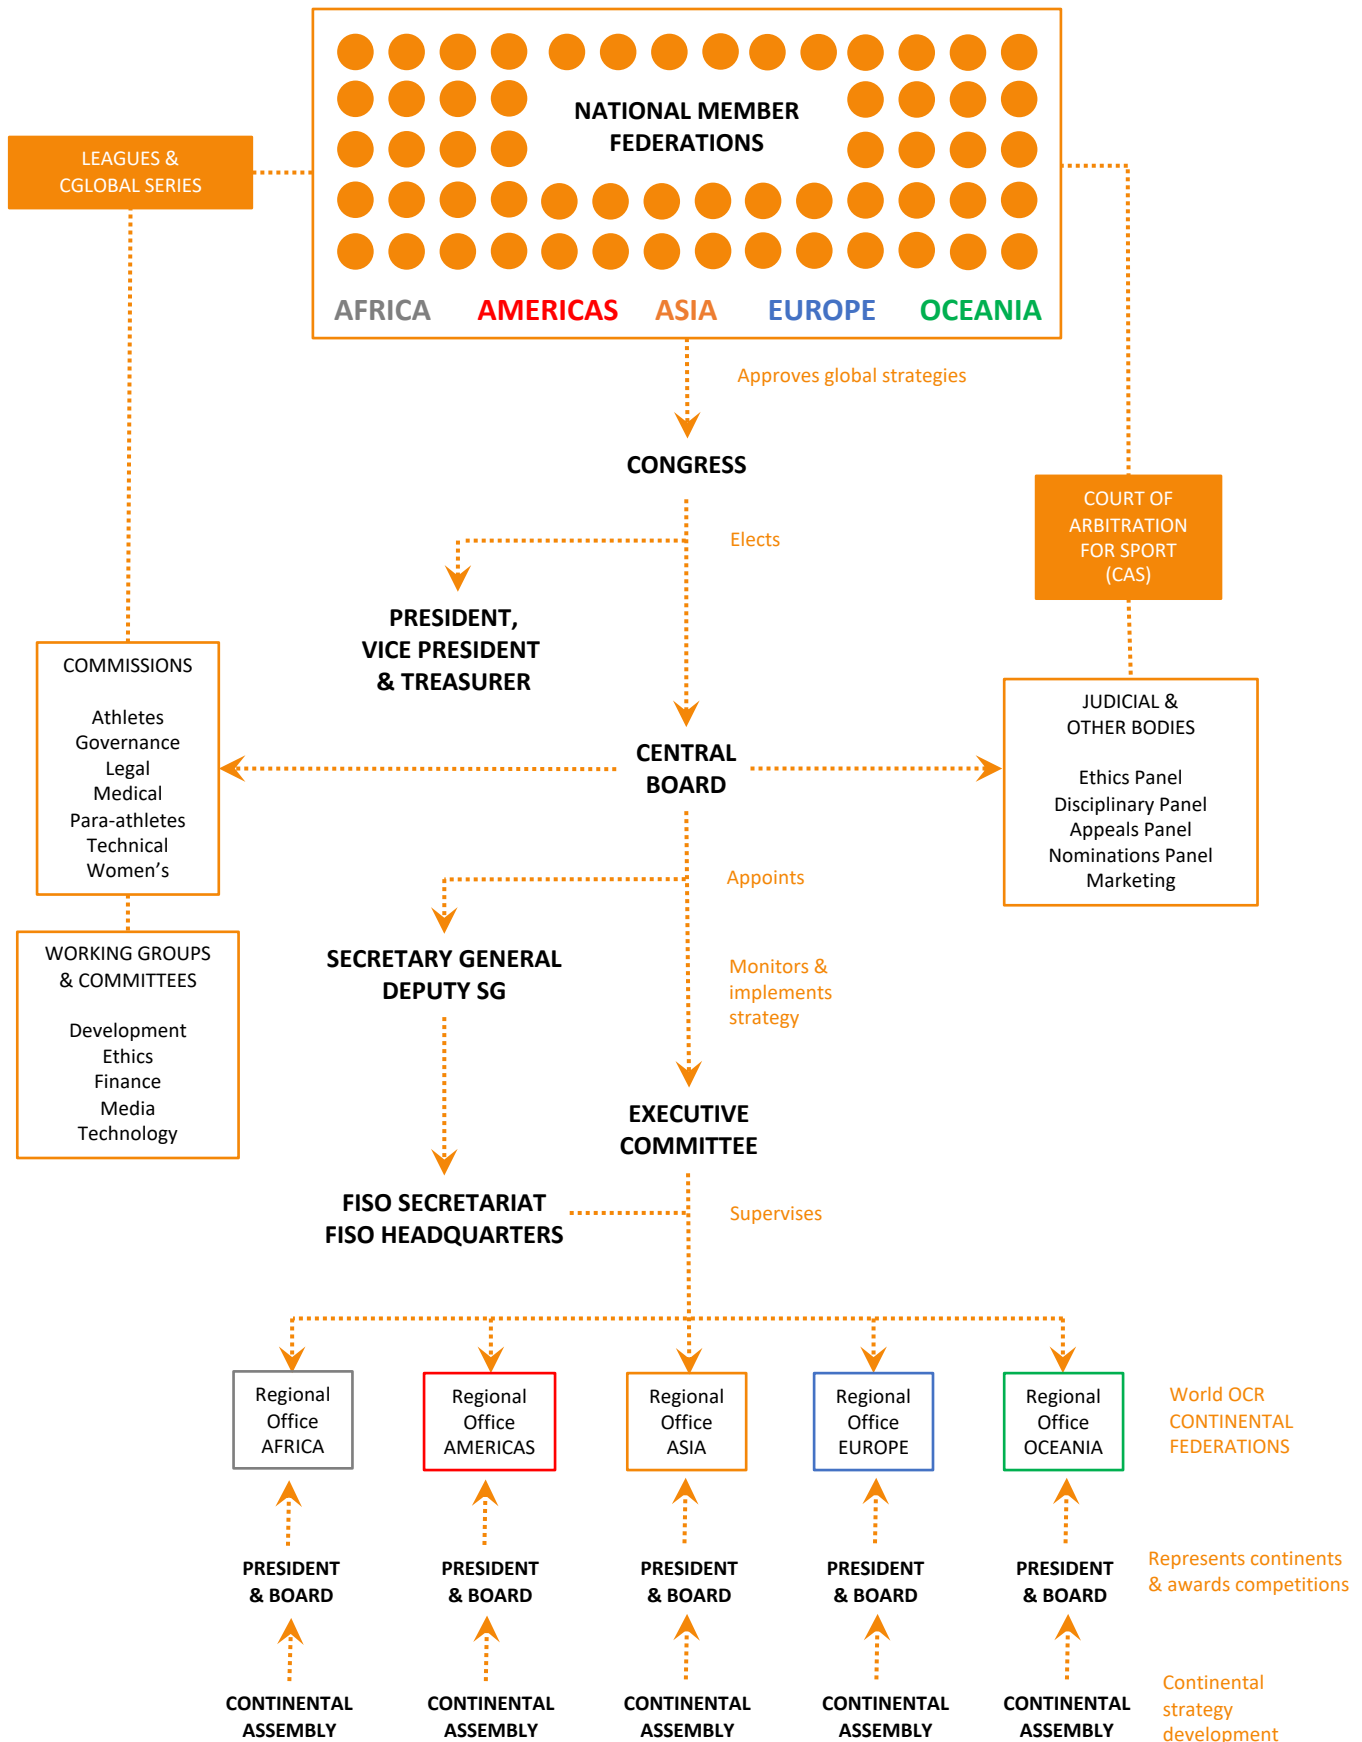 NATIONAL MEMBER
FEDERATIONS
AFRICA
AMERICAS
ASIA
EUROPE
OCEANIA
LEAGUES &
CGLOBAL SERIES
Approves global strategies
CONGRESS
COURT OF
ARBITRATION
FOR SPORT
(CAS)
Elects
PRESIDENT,
VICE PRESIDENT
& TREASURER
COMMISSIONS
Athletes
Governance
Legal
Medical
Para-athletes
Technical
Women’s
CENTRAL
BOARD
JUDICIAL &
OTHER BODIES
Ethics Panel
Disciplinary Panel
Appeals Panel
Nominations Panel
Marketing
Appoints
WORKING GROUPS
& COMMITTEES
Development
Ethics
Finance
Media
Technology
SECRETARY GENERAL
DEPUTY SG
Monitors &
implements
strategy
EXECUTIVE
COMMITTEE
FISO SECRETARIAT
FISO HEADQUARTERS
Supervises
Regional
Office
AFRICA
Regional
Office
AMERICAS
Regional
Office
ASIA
Regional
Office
EUROPE
Regional
Office
OCEANIA
World OCR
CONTINENTAL
FEDERATIONS
PRESIDENT
& BOARD
PRESIDENT
& BOARD
PRESIDENT
& BOARD
PRESIDENT
& BOARD
PRESIDENT
& BOARD
Represents continents
& awards competitions
CONTINENTAL
ASSEMBLY
CONTINENTAL
ASSEMBLY
CONTINENTAL
ASSEMBLY
CONTINENTAL
ASSEMBLY
CONTINENTAL
ASSEMBLY
Continental
strategy
development